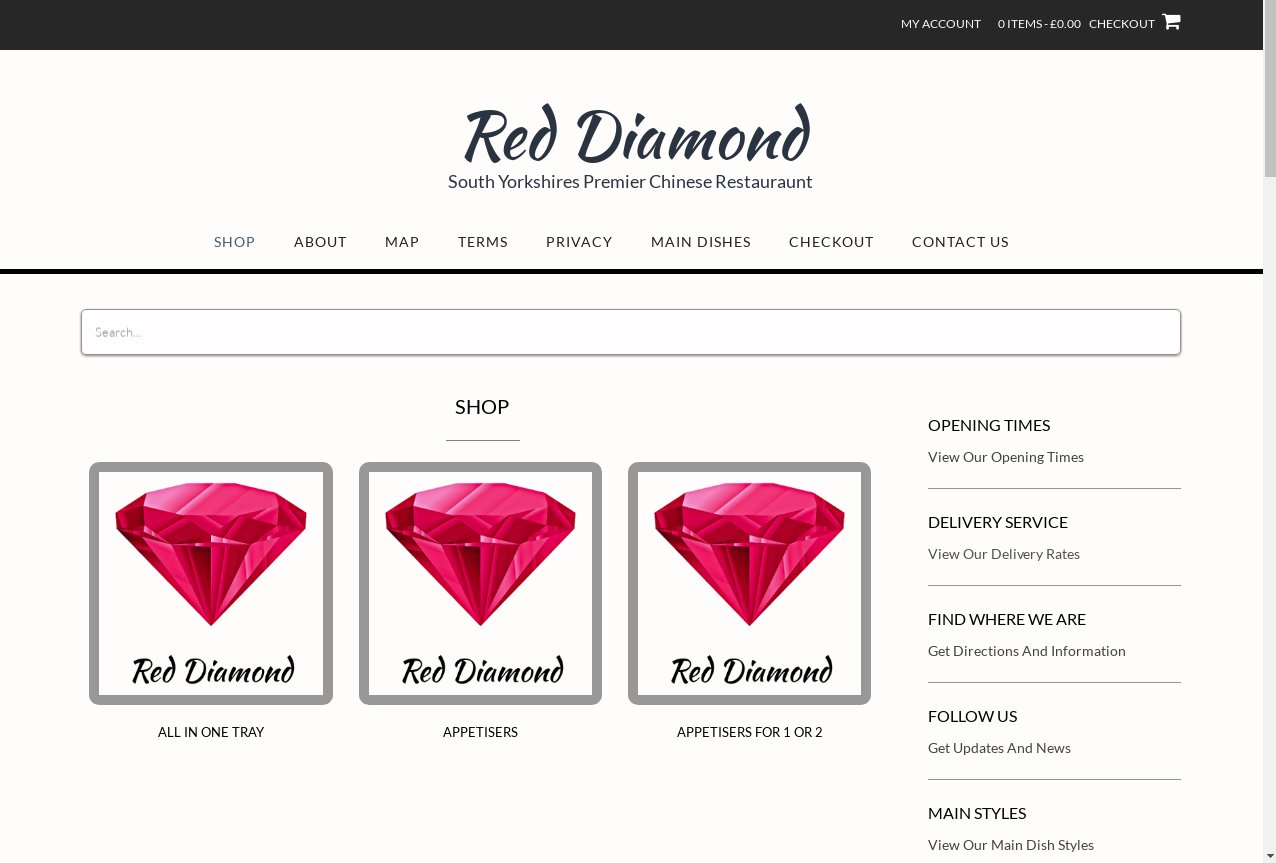 MY ACCOUNT 0 ITEMS - £0.00 CHECKOUT
Red Diamond
South Yorkshires Premier Chinese Restauraunt
SHOP ABOUT MAP TERMS PRIVACY MAIN DISHES CHECKOUT CONTACT US
Search...
SHOP
Red Diamond
ALL IN ONE TRAY
Red Diamond
APPETISERS
Red Diamond
APPETISERS FOR 1 OR 2
OPENING TIMES
View Our Opening Times
DELIVERY SERVICE
View Our Delivery Rates
FIND WHERE WE ARE
Get Directions And Information
FOLLOW US
Get Updates And News
MAIN STYLES
View Our Main Dish Styles